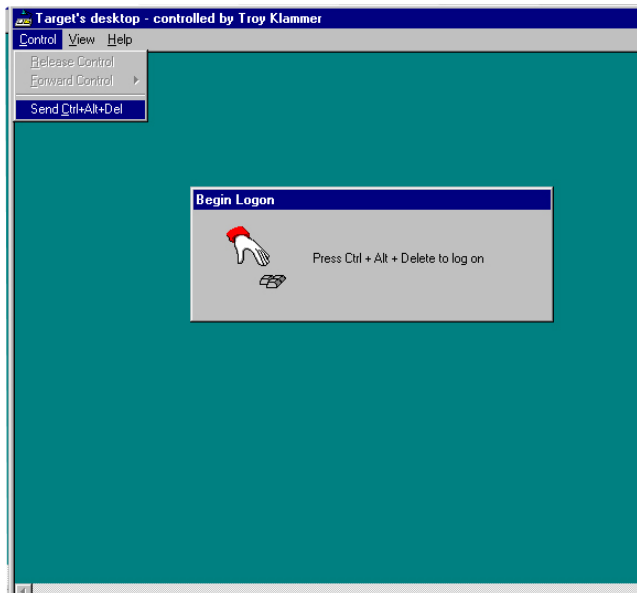 Target's desktop - controlled by Troy Klammer
Control View Help
Release Control
Forward Control
Send Ctrl+Alt+Del
Begin Logon
Press Ctrl + Alt + Delete to log on